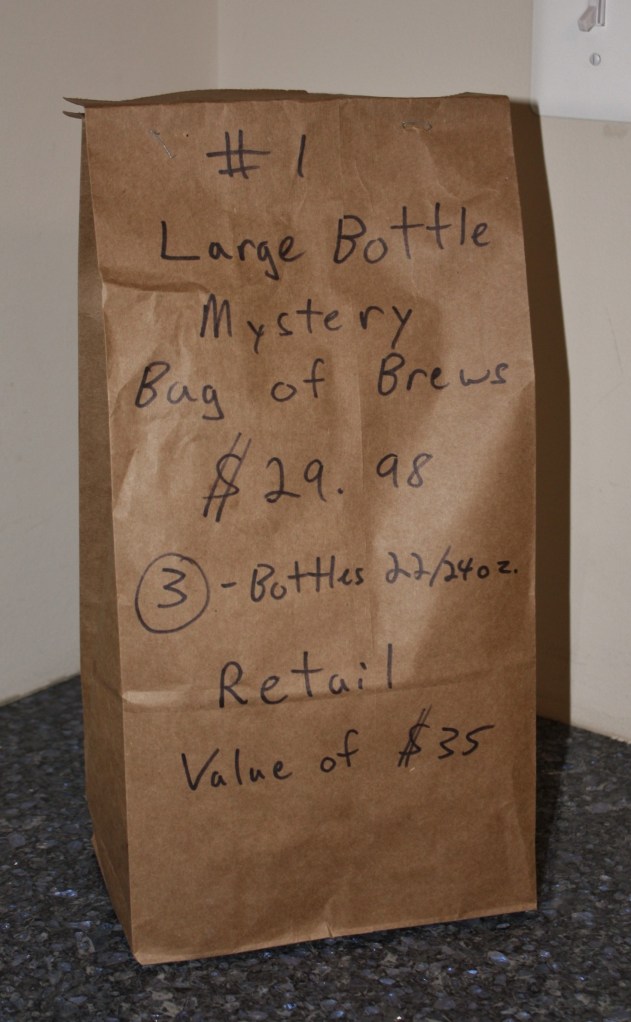 # 1
Large Bottle
Mystery
Bag of Brews
$29.98
3 - Bottles 22/24oz.
Retail
Value of $35